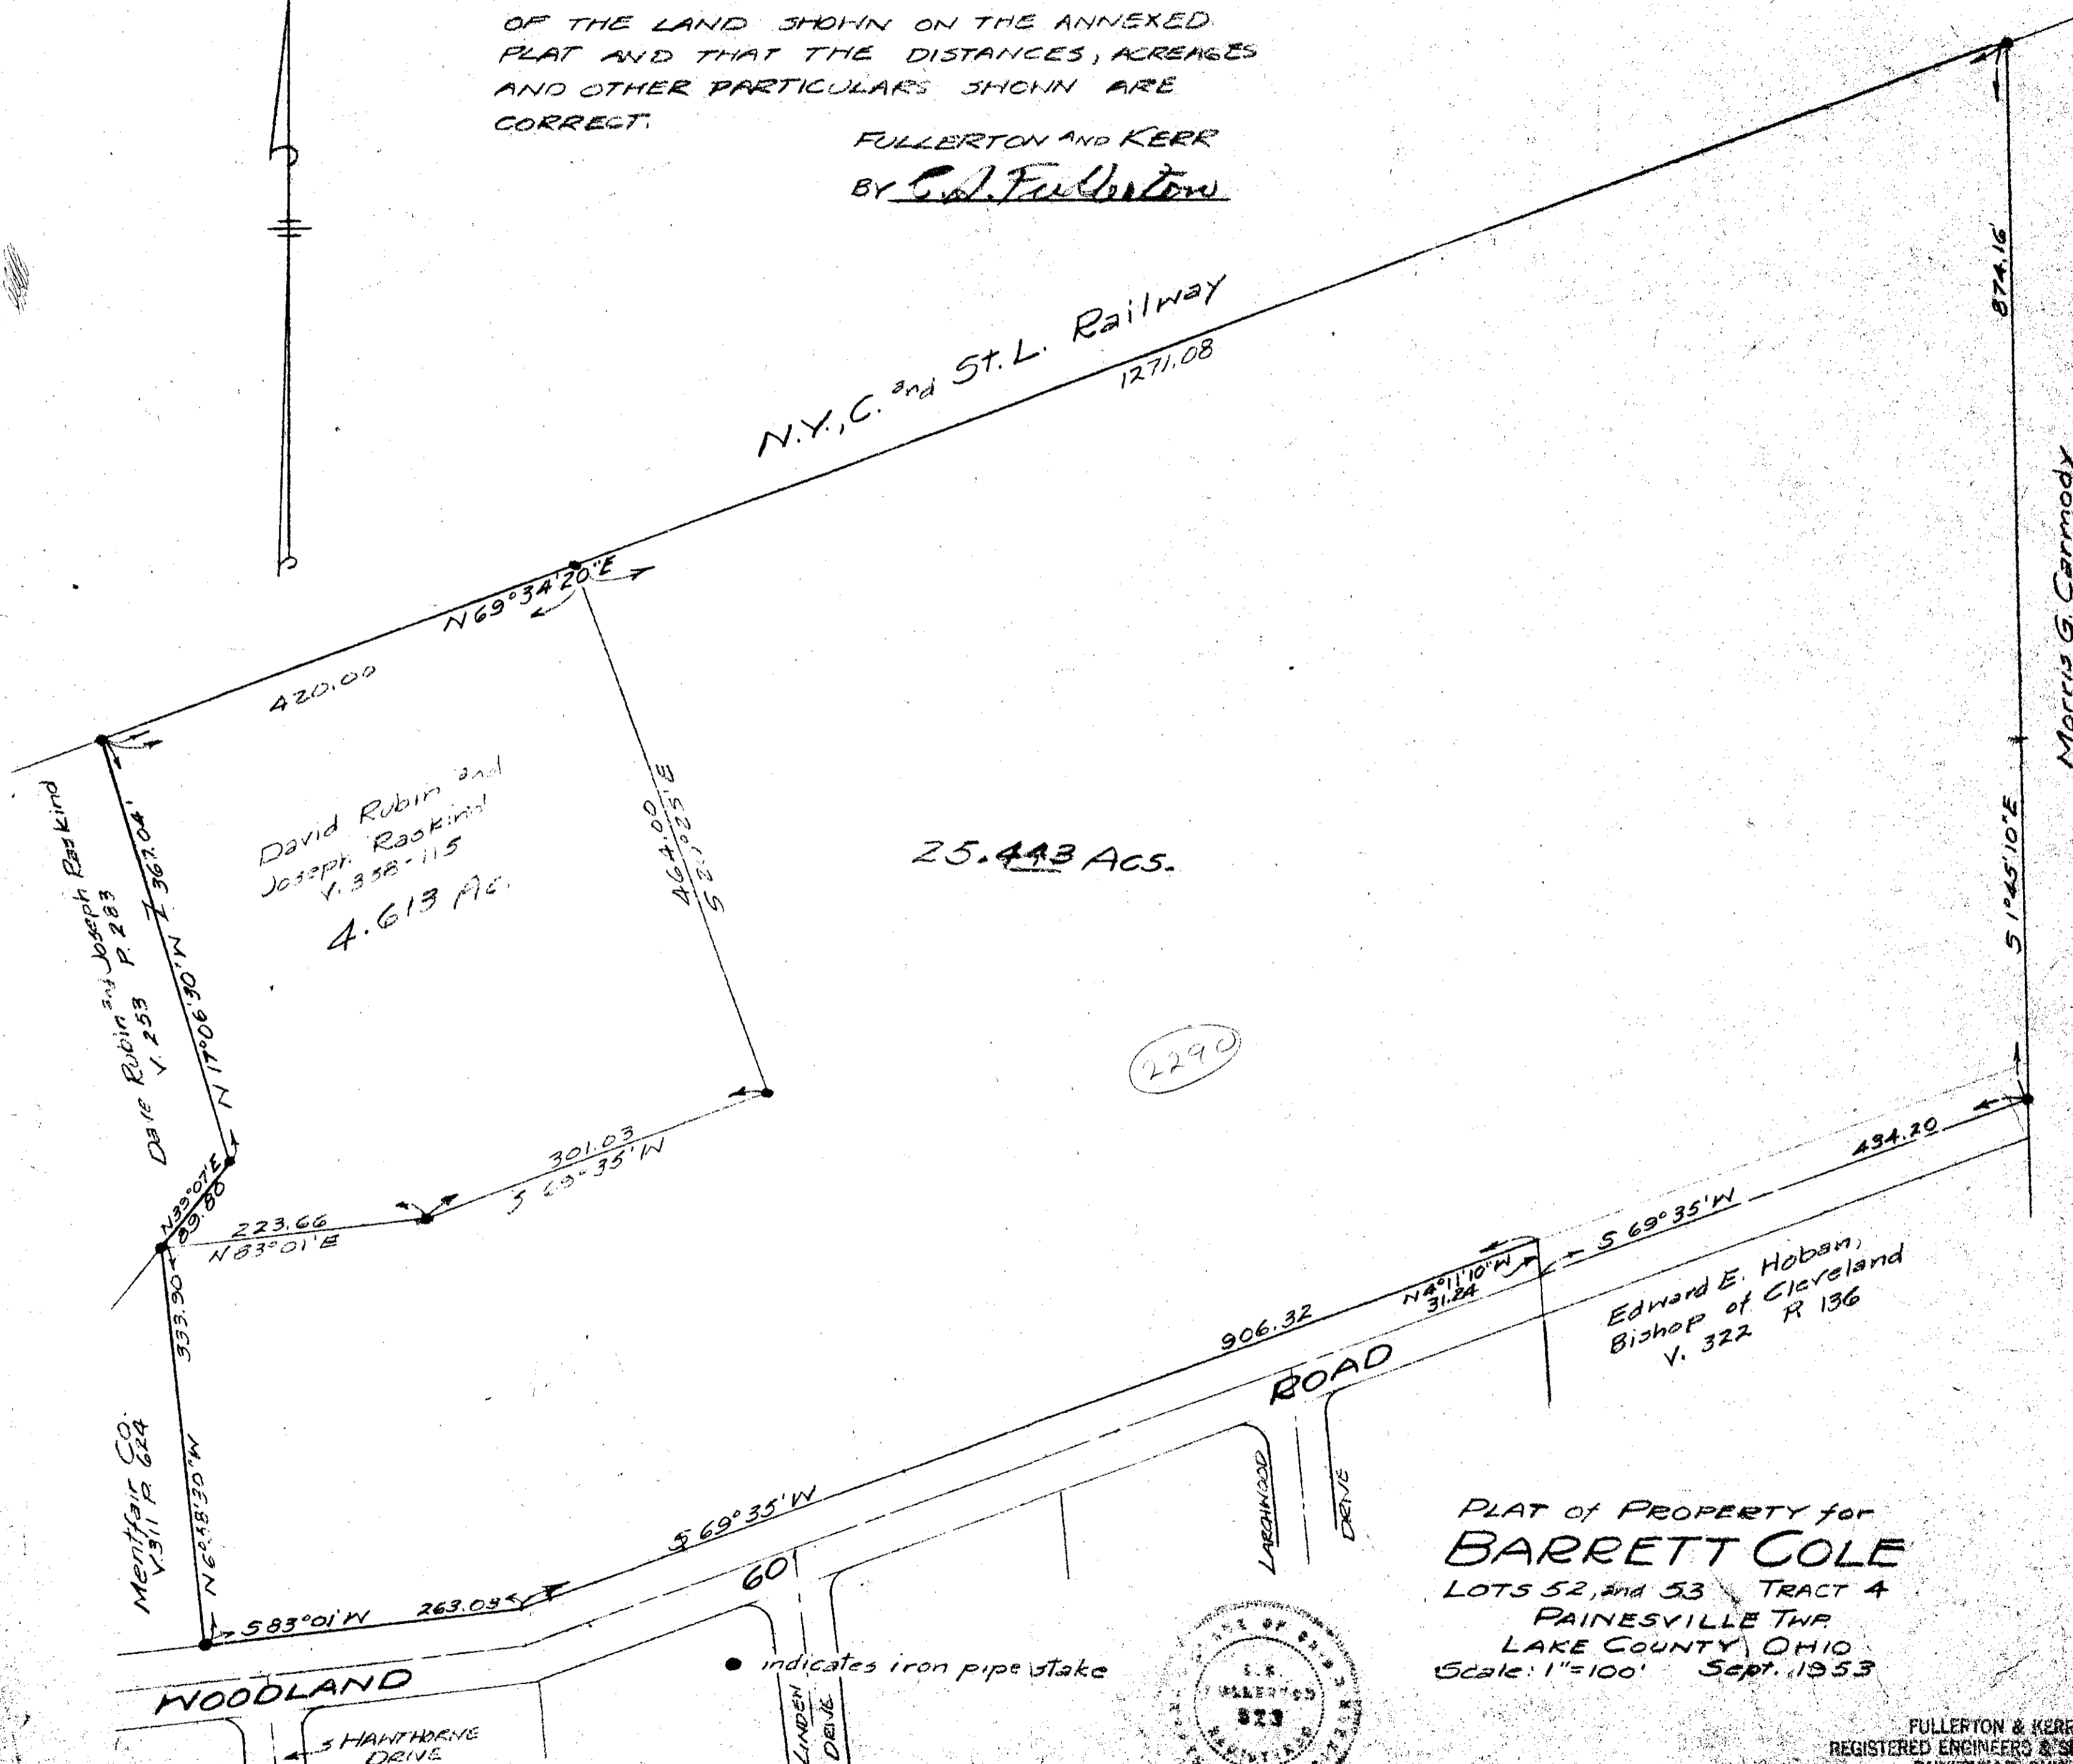 OF THE LAND SHOWN ON THE ANNEXED
PLAT AND THAT THE DISTANCES, ACREAGES
AND OTHER PARTICULARS SHOWN ARE
CORRECT.
FULLERTON AND KERR
BY C.A. Fullerton
N.Y., C. and St. L. Railway
1271.08
874.16'
Morris G. Carmody
S 1°45'10"E
N 69°34'20"E
420.00
David Rubin and
Joseph Raskind
V. 358-115
4.613 Ac.
464.00
25.443 Acs.
2290
Dale Rubin and Joseph Raskind
V. 253 P. 283
N 17°06'30"W
367.04'
N39°07'E
99.80
223.66
N 83°01'E
301.03
S 69°35'W
333.90
N 6°58'30"W
Mentfair Co.
V. 311 P. 624
S 83°01'W
263.09
S 69°35'W
906.32
N 4°11'10"W
31.24
S 69°35'W
434.20
Edward E. Hoban,
Bishop of Cleveland
V. 322 P. 136
WOODLAND
60'
ROAD
HAWTHORNE
DRIVE
LINDEN
DRIVE
LARCHWOOD
DRIVE
● indicates iron pipe stake
PLAT of PROPERTY for
BARRETT COLE
LOTS 52, and 53 TRACT 4
PAINESVILLE TWP.
LAKE COUNTY, OHIO
Scale: 1"=100' Sept. 1953
FULLERTON & KERR
REGISTERED ENGINEERS &